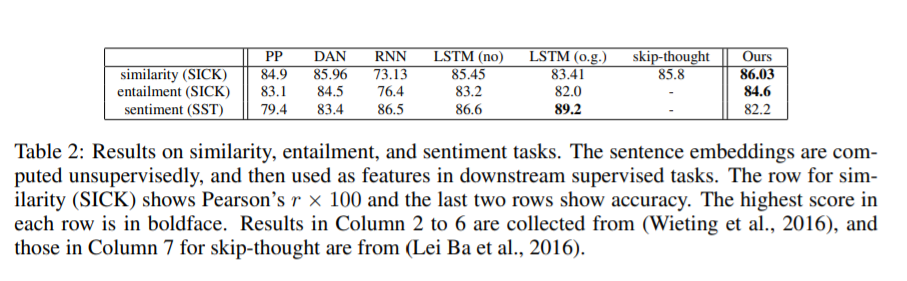 PP DAN RNN LSTM (no) LSTM (o.g.) skip-thought Ours
similarity (SICK) 84.9 85.96 73.13 85.45 83.41 85.8 86.03
entailment (SICK) 83.1 84.5 76.4 83.2 82.0 - 84.6
sentiment (SST) 79.4 83.4 86.5 86.6 89.2 - 82.2
Table 2: Results on similarity, entailment, and sentiment tasks. The sentence embeddings are com-
puted unsupervisedly, and then used as features in downstream supervised tasks. The row for sim-
ilarity (SICK) shows Pearson's r × 100 and the last two rows show accuracy. The highest score in
each row is in boldface. Results in Column 2 to 6 are collected from (Wieting et al., 2016), and
those in Column 7 for skip-thought are from (Lei Ba et al., 2016).